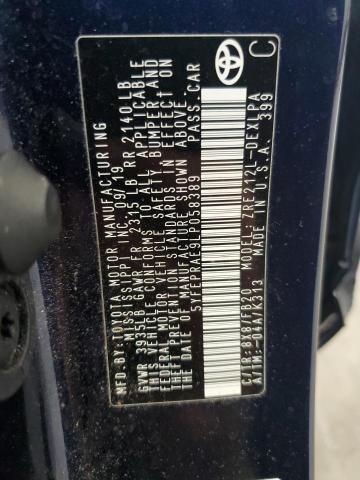 MFD.BY:TOYOTA MOTOR MANUFACTURING
MISSISSIPPI INC. 09/19
GVWR 3935LB GAWR FR 2315LB RR 2140LB
THIS VEHICLE CONFORMS TO ALL APPLICABLE
FEDERAL MOTOR VEHICLE SAFETY, BUMPER AND
THEFT PREVENTION STANDARDS IN EFFECT ON
THE DATE OF MANUFACTURE SHOWN ABOVE.
5YFEPRAE9LP058389 PASS.CAR
TOYOTA
C
C/TR:8X8/FB20 MODEL:ZRE212L-DEXLPA
A/TM:-04A/K313 MADE IN U.S.A. 399